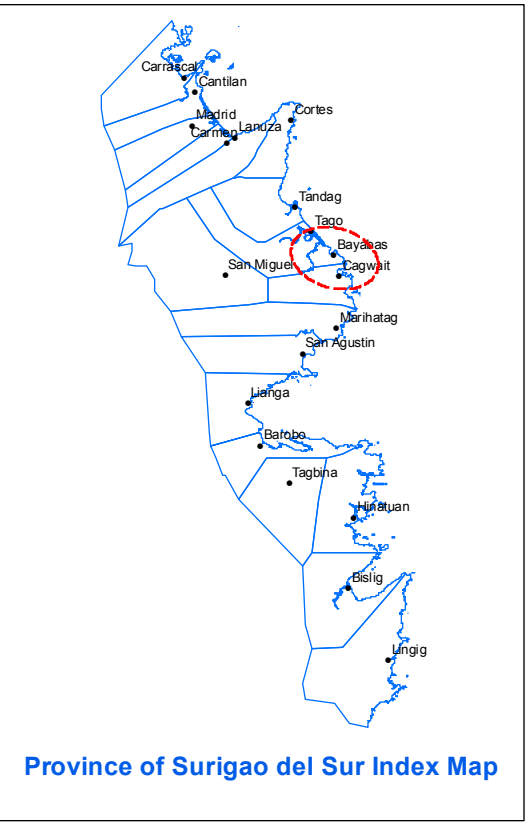 Carrascal
Cantilan
Madrid
Cortes
Carmen
Lanuza
Tandag
Tago
Bayabas
San Miguel
Cagwait
Marihatag
San Agustin
Lianga
Barobo
Tagbina
Hinatuan
Bislig
Lingig
Province of Surigao del Sur Index Map